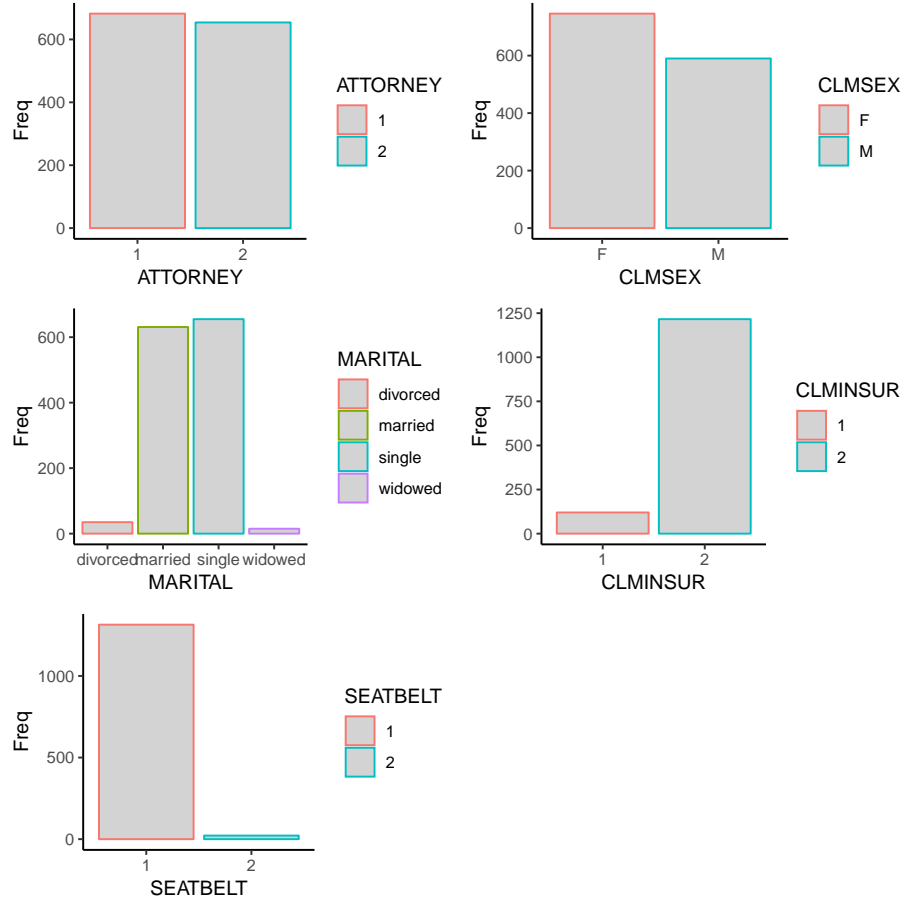 Freq
600
400
200
0
1
2
ATTORNEY
ATTORNEY
1
2
Freq
600
400
200
0
F
M
CLMSEX
CLMSEX
F
M
Freq
600
400
200
0
divorced
married
single
widowed
MARITAL
MARITAL
divorced
married
single
widowed
Freq
1250
1000
750
500
250
0
1
2
CLMINSUR
CLMINSUR
1
2
Freq
1000
500
0
1
2
SEATBELT
SEATBELT
1
2